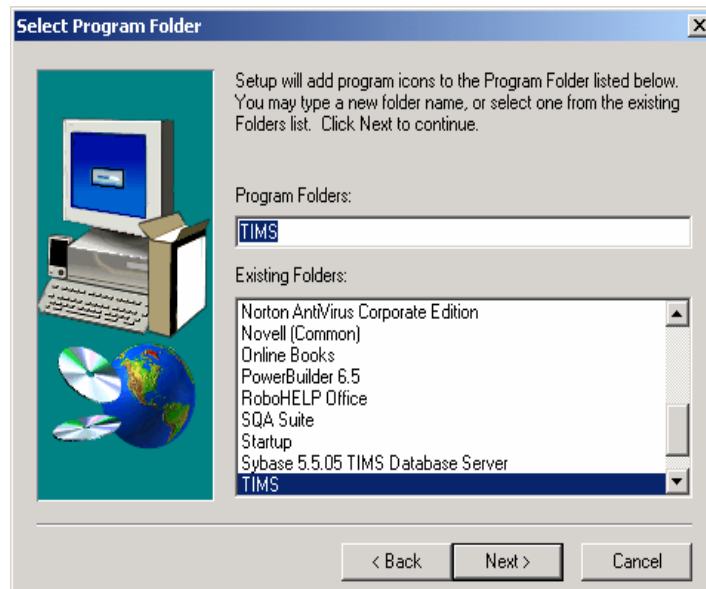 Select Program Folder
Setup will add program icons to the Program Folder listed below.
You may type a new folder name, or select one from the existing
Folders list.  Click Next to continue.
Program Folders:
TIMS
Existing Folders:
Norton AntiVirus Corporate Edition
Novell (Common)
Online Books
PowerBuilder 6.5
RoboHELP Office
SQA Suite
Startup
Sybase 5.5.05 TIMS Database Server
TIMS
< Back
Next >
Cancel